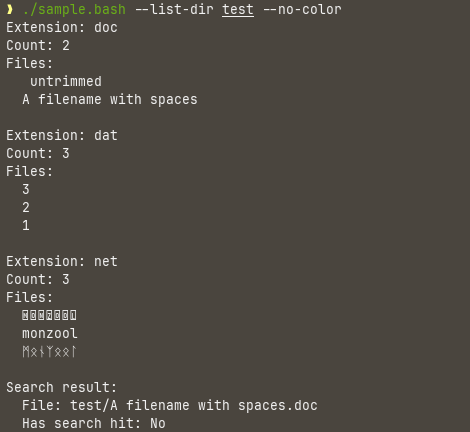 ❱ ./sample.bash --list-dir test --no-color
Extension: doc
Count: 2
Files:
   untrimmed
  A filename with spaces
Extension: dat
Count: 3
Files:
  3
  2
  1
Extension: net
Count: 3
Files:
  🄼🄾🄽🅉🄾🄾🄻
  monzool
  ᛗᛟᚾᛉᛟᛟᛚ
Search result:
  File: test/A filename with spaces.doc
  Has search hit: No